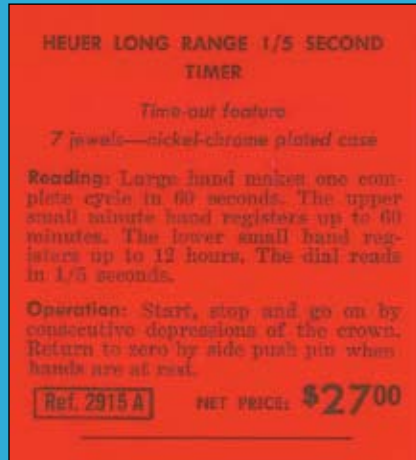 HEUER LONG RANGE 1/5 SECOND
TIMER
Time-out feature
7 jewels—nickel-chrome plated case
Reading: Large hand makes one com-
plete cycle in 60 seconds. The upper
small minute hand registers up to 60
minutes. The lower small hand reg-
isters up to 12 hours. The dial reads
in 1/5 seconds.
Operation: Start, stop and go on by
consecutive depressions of the crown.
Return to zero by side push pin when
hands are at rest.
Ref. 2915 A NET PRICE: $27 00